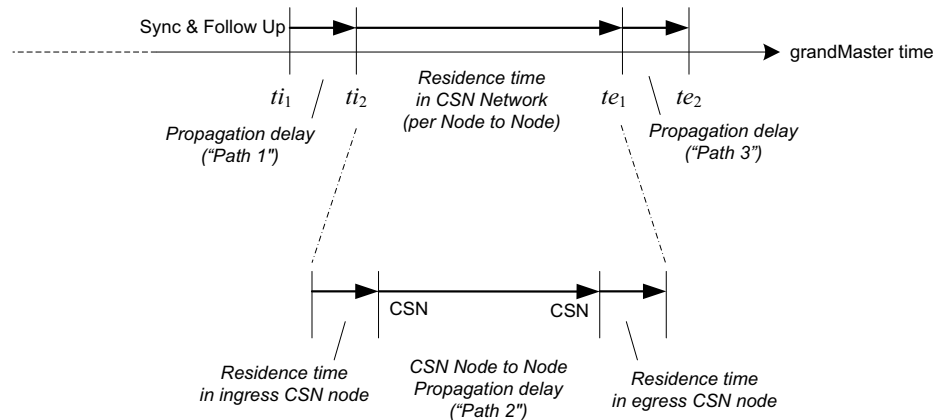 Sync & Follow Up
grandMaster time
ti1
ti2
te1
te2
Residence time
in CSN Network
(per Node to Node)
Propagation delay
(“Path 1")
Propagation delay
(“Path 3”)
CSN
CSN
Residence time
in ingress CSN node
CSN Node to Node
Propagation delay
(“Path 2")
Residence time
in egress CSN node